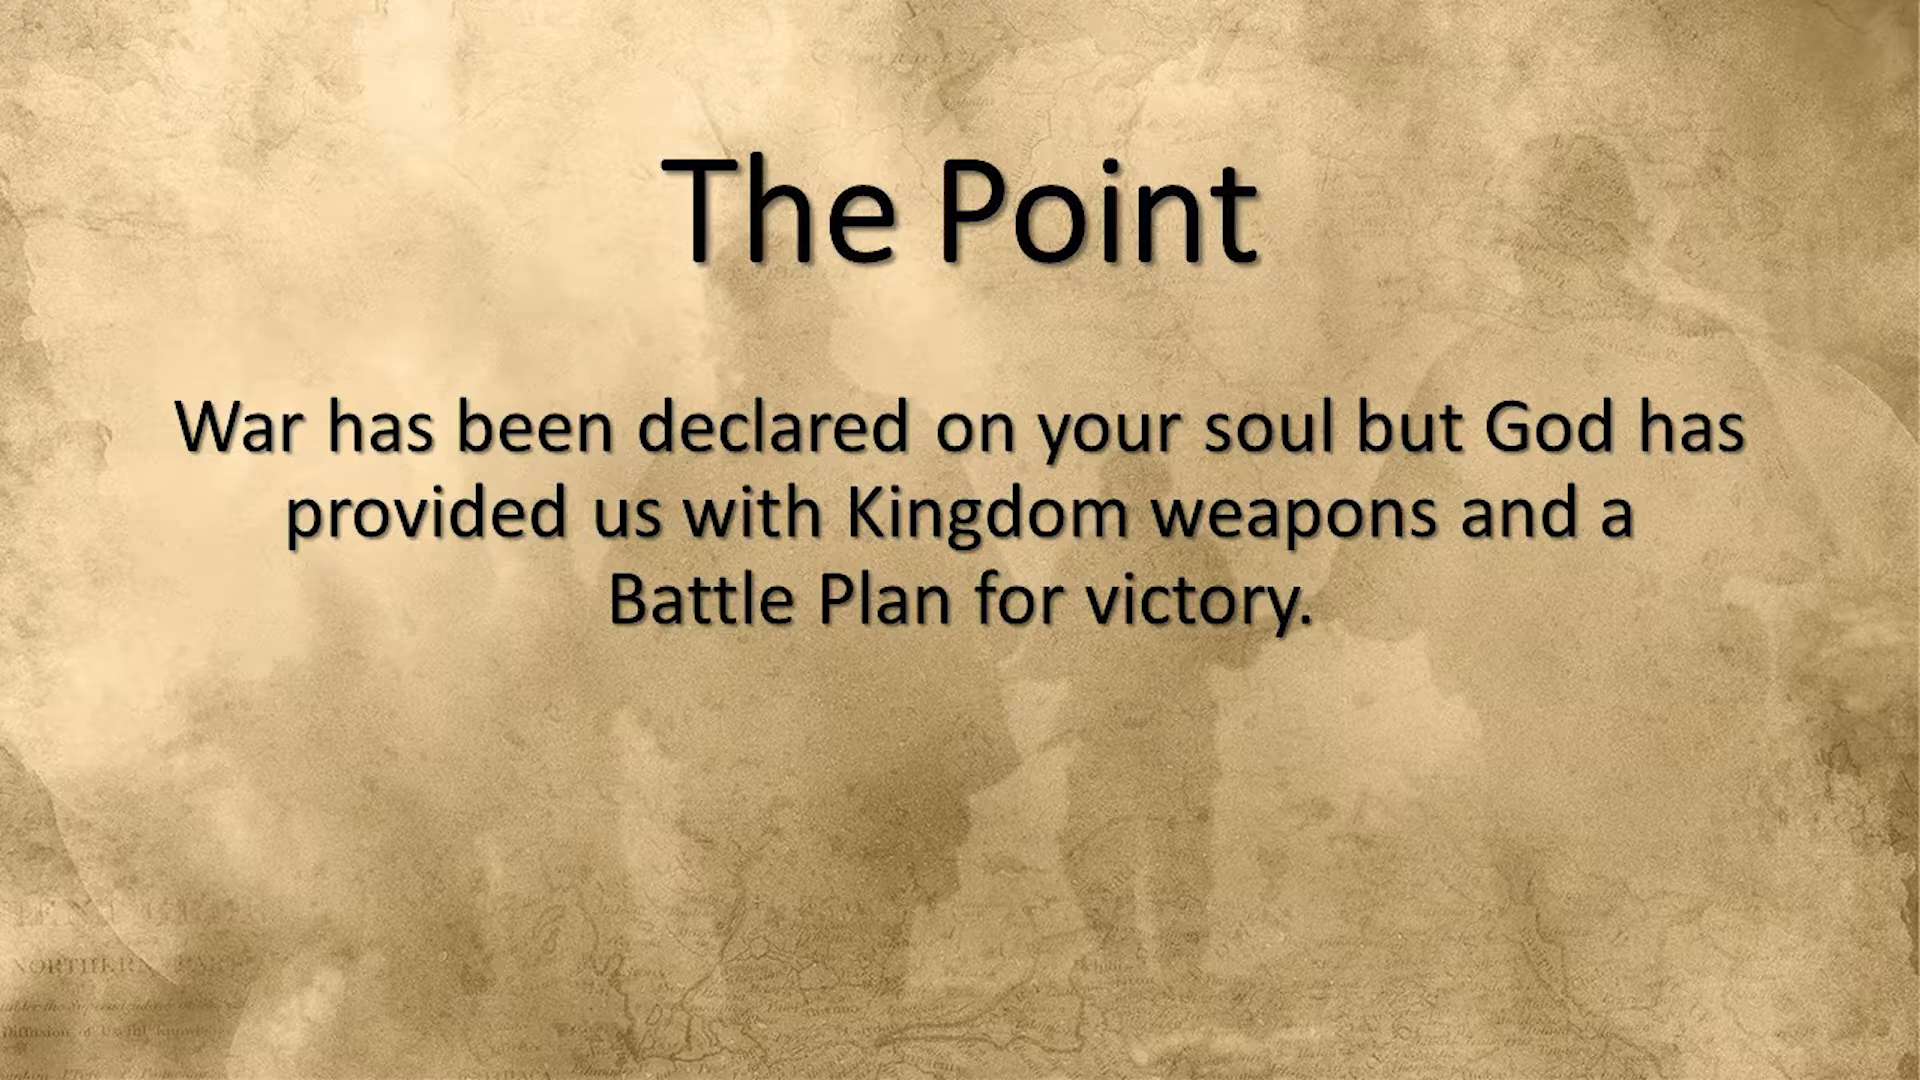 The Point
War has been declared on your soul but God has
provided us with Kingdom weapons and a
Battle Plan for victory.
NORTHERN